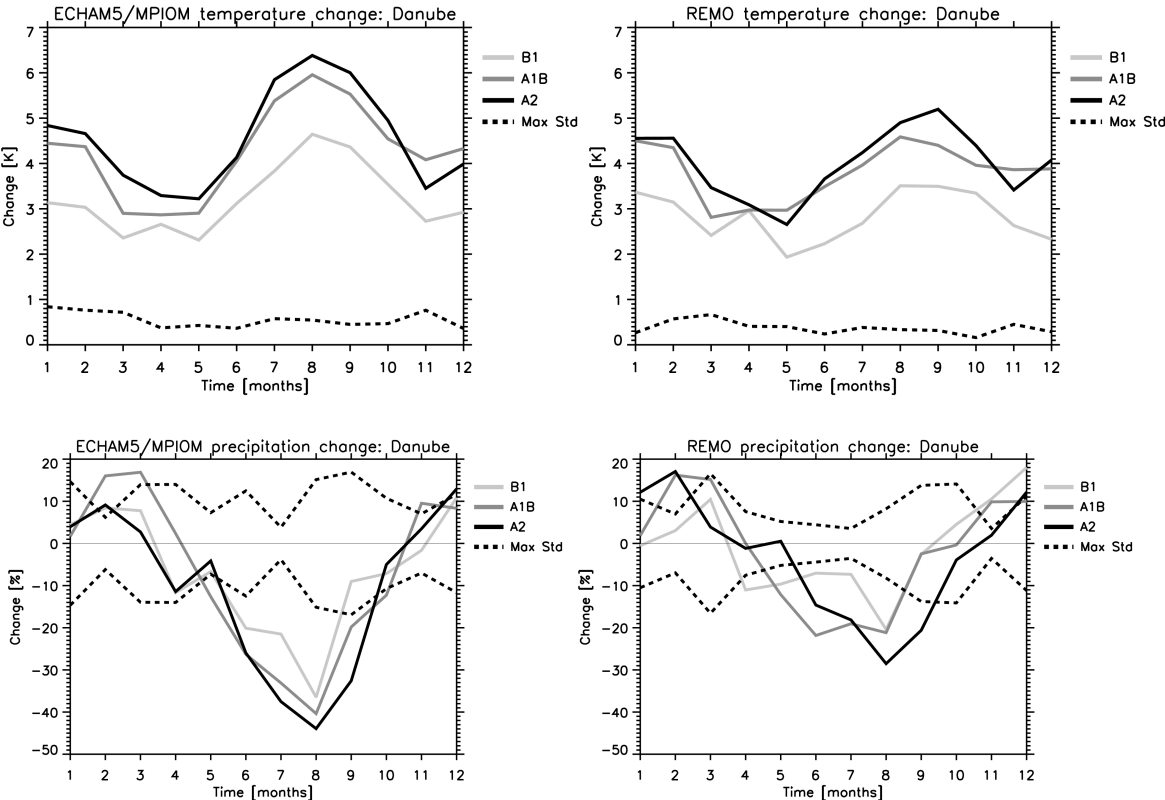 ECHAM5/MPIOM temperature change: Danube
7
6
5
4
3
2
1
0
Change [K]
1 2 3 4 5 6 7 8 9 10 11 12
Time [months]
B1
A1B
A2
Max Std
REMO temperature change: Danube
7
6
5
4
3
2
1
0
Change [K]
1 2 3 4 5 6 7 8 9 10 11 12
Time [months]
B1
A1B
A2
Max Std
ECHAM5/MPIOM precipitation change: Danube
20
10
0
−10
−20
−30
−40
−50
Change [%]
1 2 3 4 5 6 7 8 9 10 11 12
Time [months]
B1
A1B
A2
Max Std
REMO precipitation change: Danube
20
10
0
−10
−20
−30
−40
−50
Change [%]
1 2 3 4 5 6 7 8 9 10 11 12
Time [months]
B1
A1B
A2
Max Std